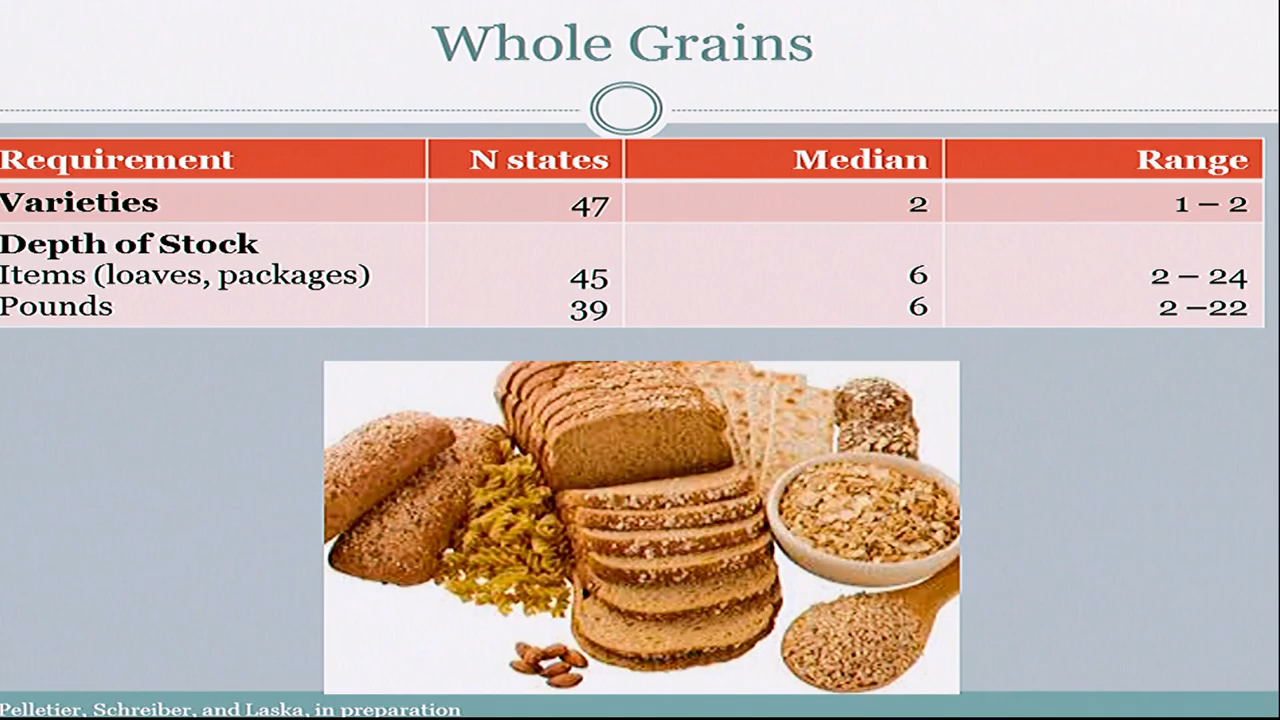 Whole Grains
Requirement N states Median Range
Varieties 47 2 1 – 2
Depth of Stock
Items (loaves, packages) 45 6 2 – 24
Pounds 39 6 2 –22
Pelletier, Schreiber, and Laska, in preparation